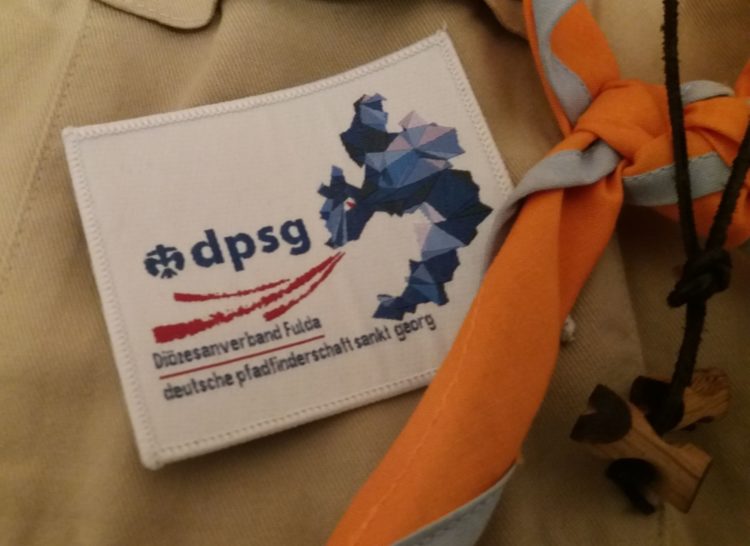 dpsg
Diözesanverband Fulda
deutsche pfadfinderschaft sankt georg